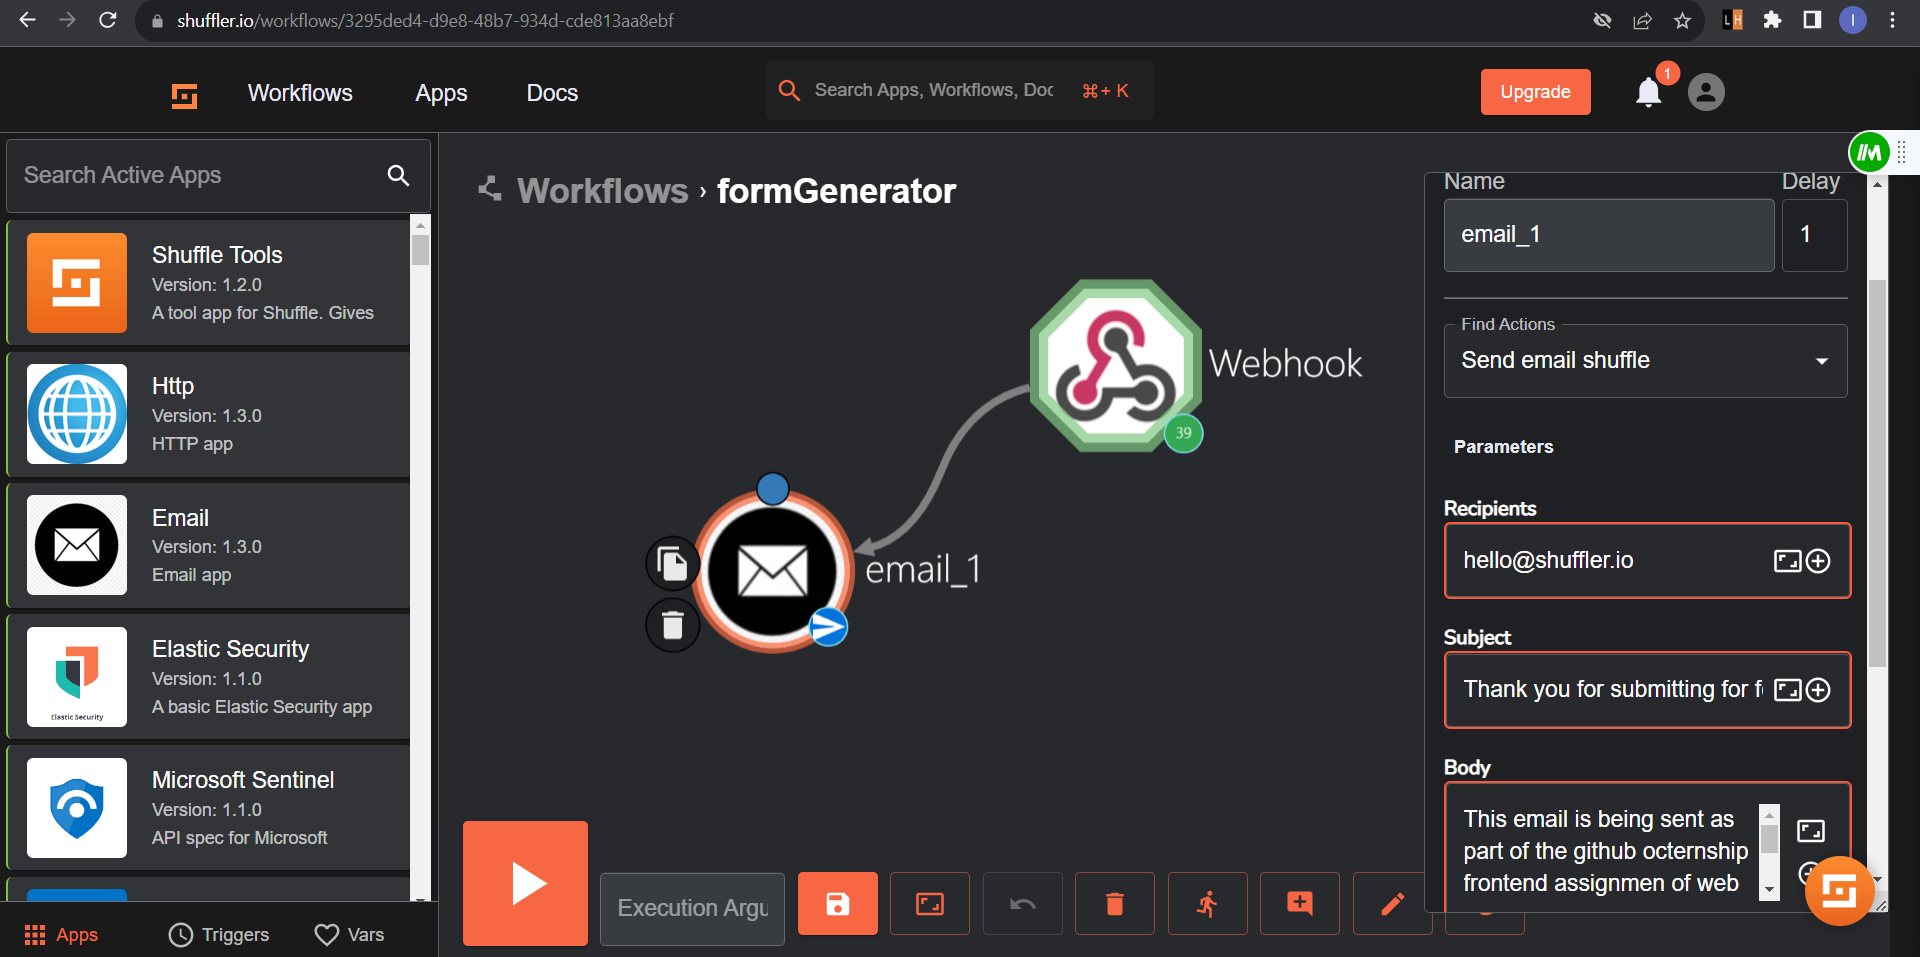 shuffler.io/workflows/3295ded4-d9e8-48b7-934d-cde813aa8ebf
LH
I
Workflows
Apps
Docs
Search Apps, Workflows, Doc
⌘+ K
Upgrade
1
Search Active Apps
Shuffle Tools
Version: 1.2.0
A tool app for Shuffle. Gives
Http
Version: 1.3.0
HTTP app
Email
Version: 1.3.0
Email app
Elastic Security
Elastic Security
Version: 1.1.0
A basic Elastic Security app
Microsoft Sentinel
Version: 1.1.0
API spec for Microsoft
Apps
Triggers
Vars
Workflows › formGenerator
Webhook
39
email_1
Execution Argu
Name
Delay
email_1
1
Find Actions
Send email shuffle
Parameters
Recipients
hello@shuffler.io
Subject
Thank you for submitting for f
Body
This email is being sent as
part of the github octernship
frontend assignmen of web